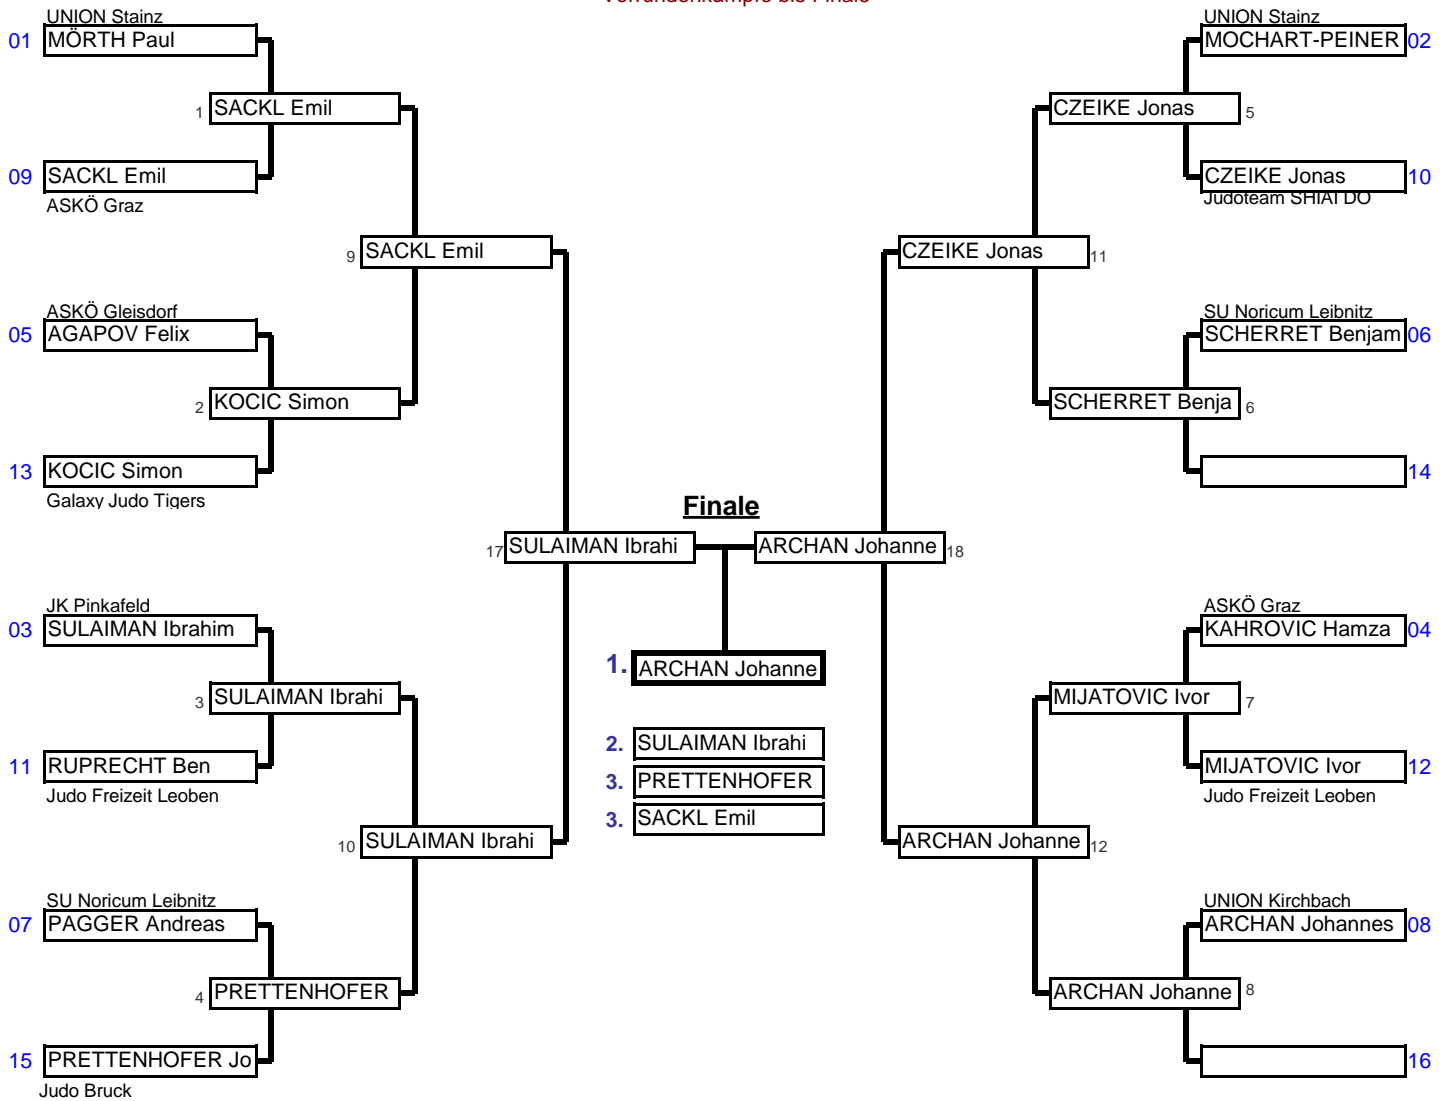 Vorrundenkämpfe bis Finale
UNION Stainz
01 MÖRTH Paul
1 SACKL Emil
09 SACKL Emil
ASKÖ Graz
9 SACKL Emil
ASKÖ Gleisdorf
05 AGAPOV Felix
2 KOCIC Simon
13 KOCIC Simon
Galaxy Judo Tigers
17 SULAIMAN Ibrahi
JK Pinkafeld
03 SULAIMAN Ibrahim
3 SULAIMAN Ibrahi
11 RUPRECHT Ben
Judo Freizeit Leoben
10 SULAIMAN Ibrahi
SU Noricum Leibnitz
07 PAGGER Andreas
4 PRETTENHOFER
15 PRETTENHOFER Jo
Judo Bruck
Finale
1. ARCHAN Johanne
2. SULAIMAN Ibrahi
3. PRETTENHOFER
3. SACKL Emil
UNION Stainz
MOCHART-PEINER 02
CZEIKE Jonas 5
CZEIKE Jonas 10
Judoteam SHIAI DO
CZEIKE Jonas 11
SU Noricum Leibnitz
SCHERRET Benjam 06
SCHERRET Benja 6
14
ARCHAN Johanne 18
ASKÖ Graz
KAHROVIC Hamza 04
MIJATOVIC Ivor 7
MIJATOVIC Ivor 12
Judo Freizeit Leoben
ARCHAN Johanne 12
UNION Kirchbach
ARCHAN Johannes 08
ARCHAN Johanne 8
16